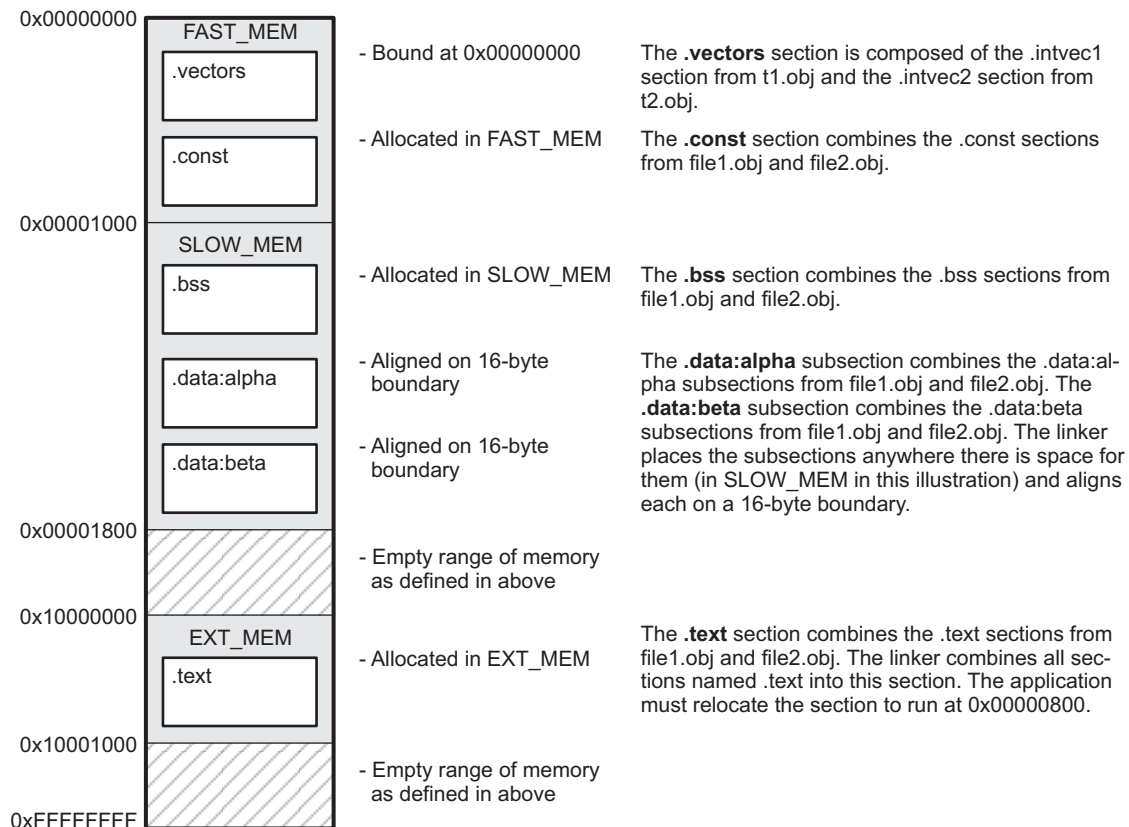 0x00000000
FAST_MEM
.vectors
- Bound at 0x00000000
The .vectors section is composed of the .intvec1
section from t1.obj and the .intvec2 section from
t2.obj.
.const
- Allocated in FAST_MEM
The .const section combines the .const sections
from file1.obj and file2.obj.
0x00001000
SLOW_MEM
.bss
- Allocated in SLOW_MEM
The .bss section combines the .bss sections from
file1.obj and file2.obj.
.data:alpha
- Aligned on 16-byte
boundary
.data:beta
- Aligned on 16-byte
boundary
The .data:alpha subsection combines the .data:al-
pha subsections from file1.obj and file2.obj. The
.data:beta subsection combines the .data:beta
subsections from file1.obj and file2.obj. The linker
places the subsections anywhere there is space for
them (in SLOW_MEM in this illustration) and aligns
each on a 16-byte boundary.
0x00001800
- Empty range of memory
as defined in above
0x10000000
EXT_MEM
.text
- Allocated in EXT_MEM
The .text section combines the .text sections from
file1.obj and file2.obj. The linker combines all sec-
tions named .text into this section. The application
must relocate the section to run at 0x00000800.
0x10001000
- Empty range of memory
as defined in above
0xFFFFFFFF